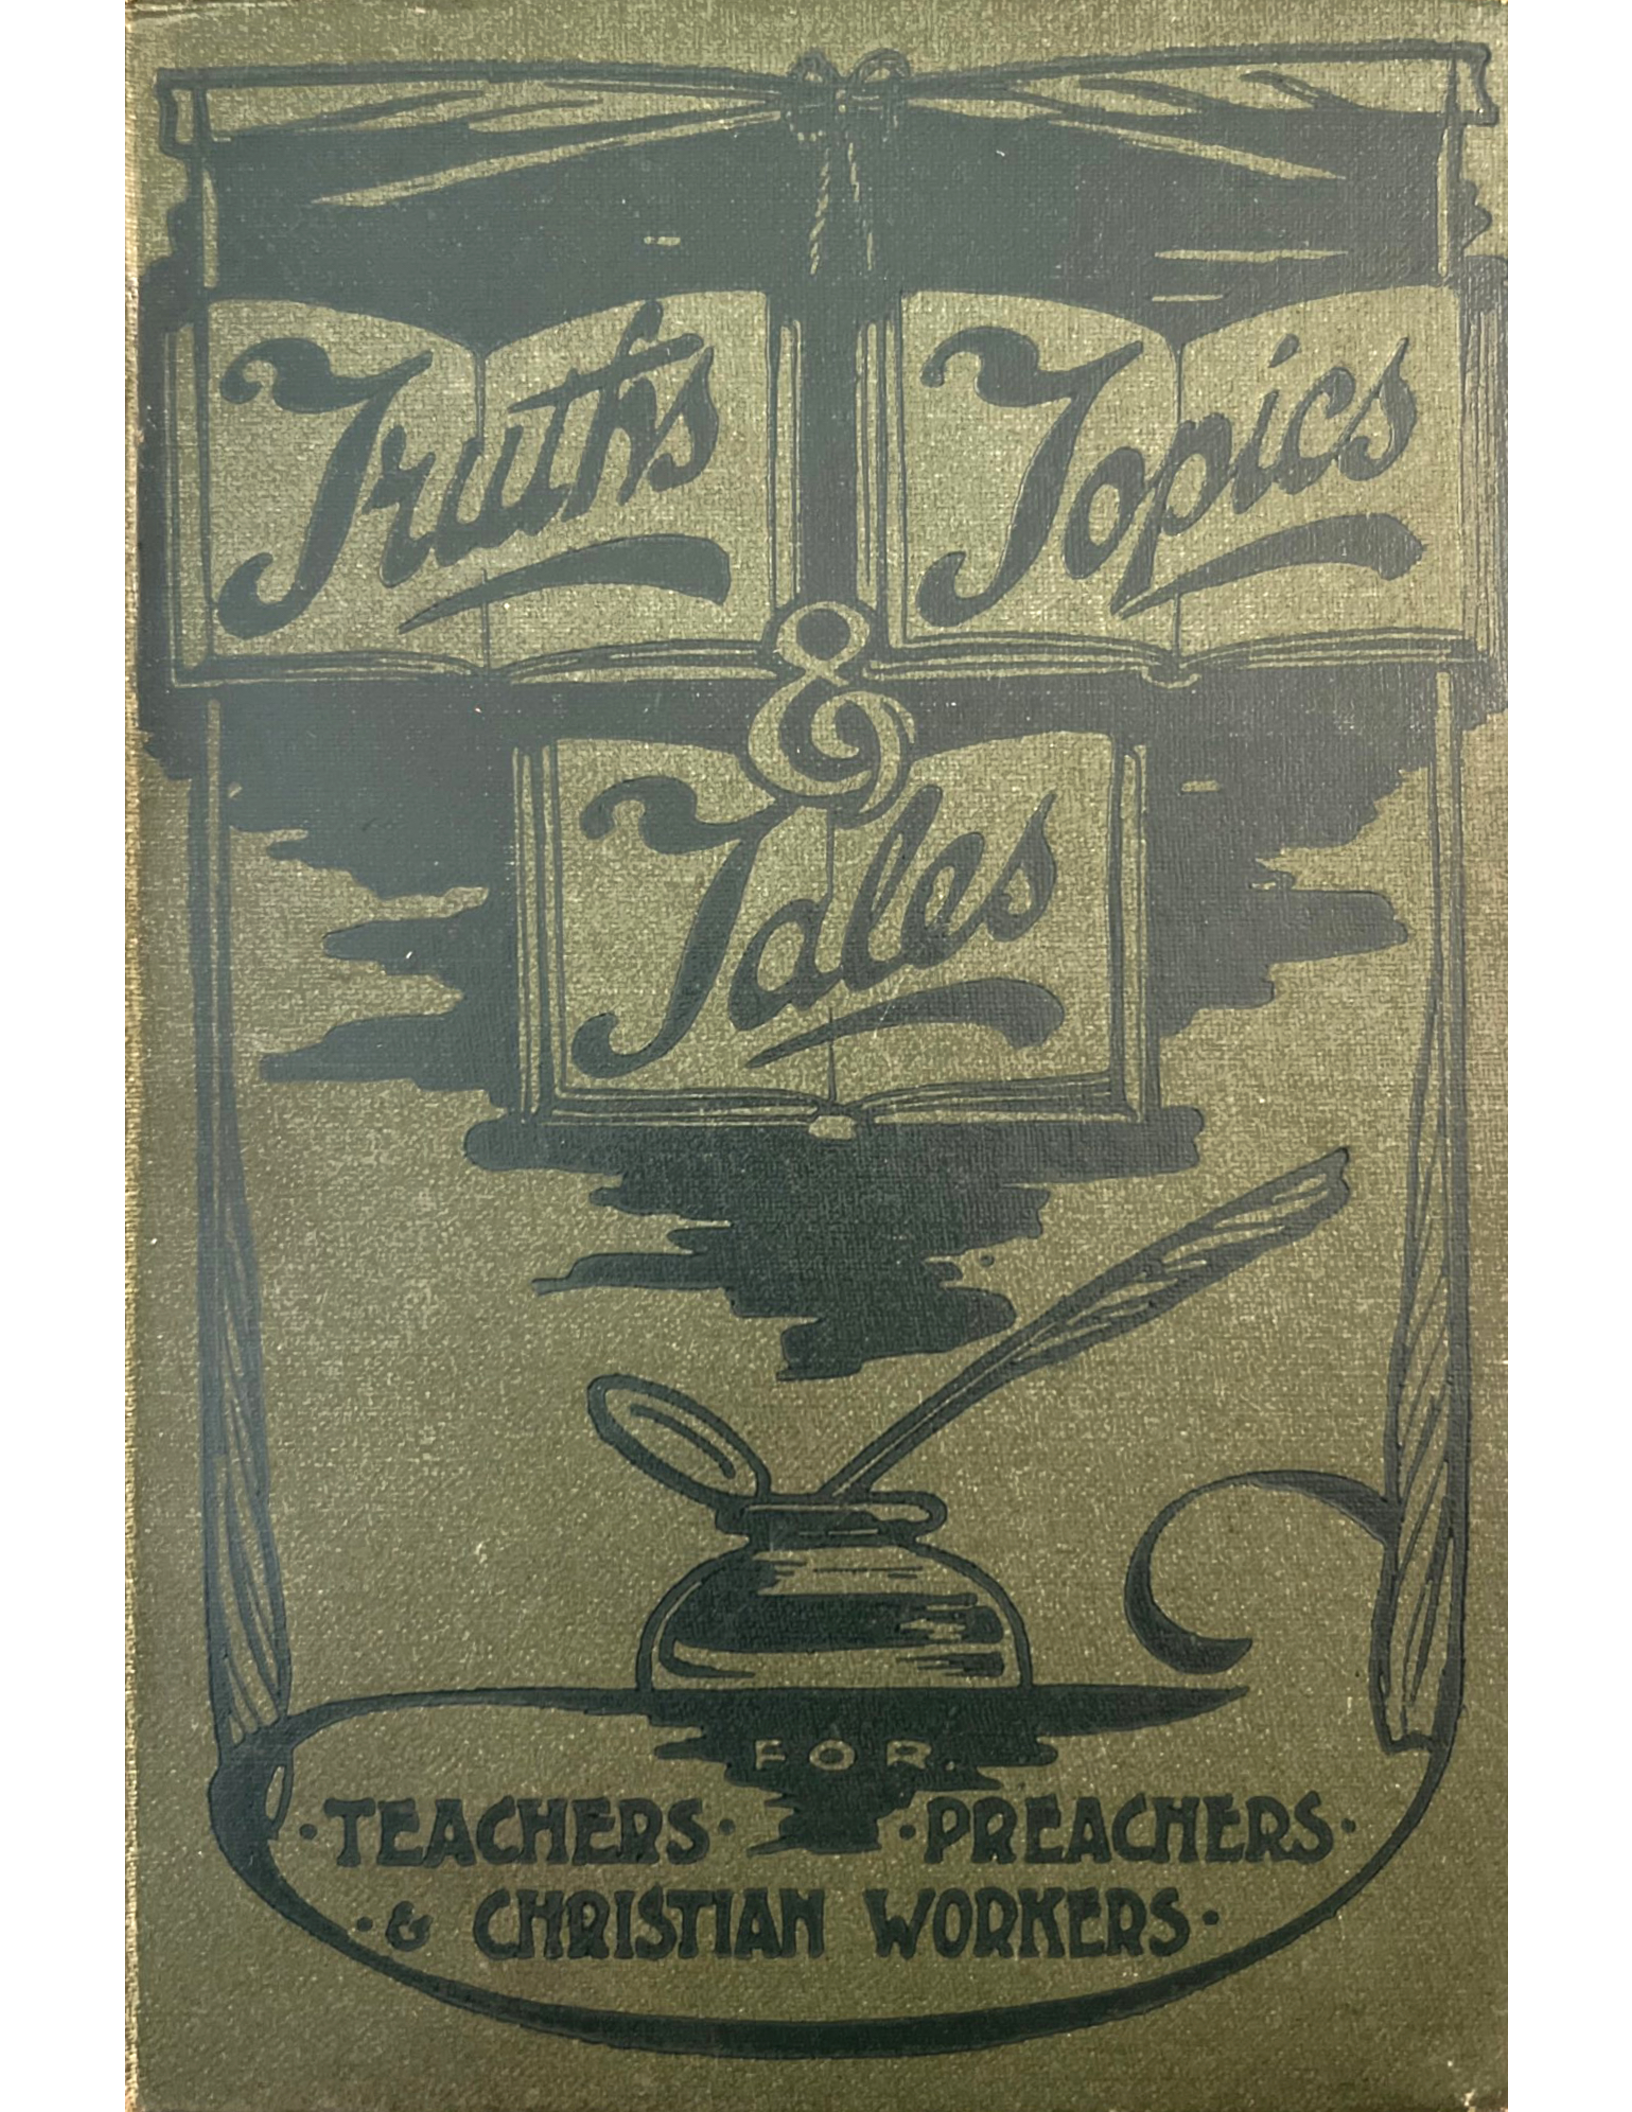 Truths Topics
&
Tales
FOR
·TEACHERS· ·PREACHERS·
·& CHRISTIAN WORKERS·